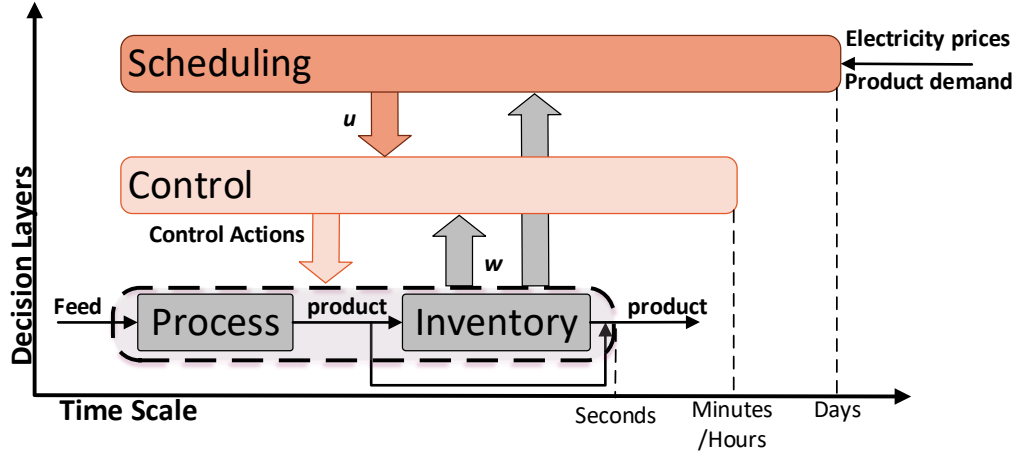 Electricity prices
Scheduling
Product demand
u
Control
Control Actions
w
Feed
product
product
Process
Inventory
Decision Layers
Time Scale
Seconds
Minutes
/Hours
Days